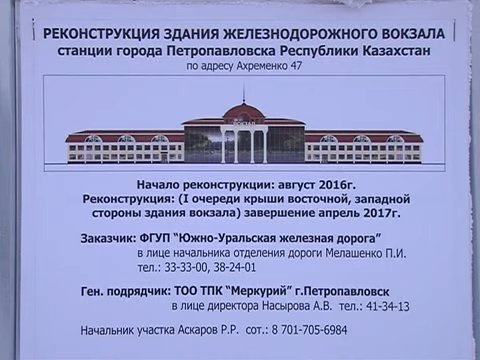 РЕКОНСТРУКЦИЯ ЗДАНИЯ ЖЕЛЕЗНОДОРОЖНОГО ВОКЗАЛА
станции города Петропавловска Республики Казахстан
по адресу Ахременко 47
ВОКЗАЛ
Начало реконструкции: август 2016г.
Реконструкция: (I очереди крыши восточной, западной
стороны здания вокзала) завершение апрель 2017г.
Заказчик: ФГУП “Южно-Уральская железная дорога”
в лице начальника отделения дороги Мелашенко П.И.
тел.: 33-33-00, 38-24-01
Ген. подрядчик: ТОО ТПК “Меркурий” г.Петропавловск
в лице директора Насырова А.В. тел.: 41-34-13
Начальник участка Аскаров Р.Р. сот.: 8 701-705-6984